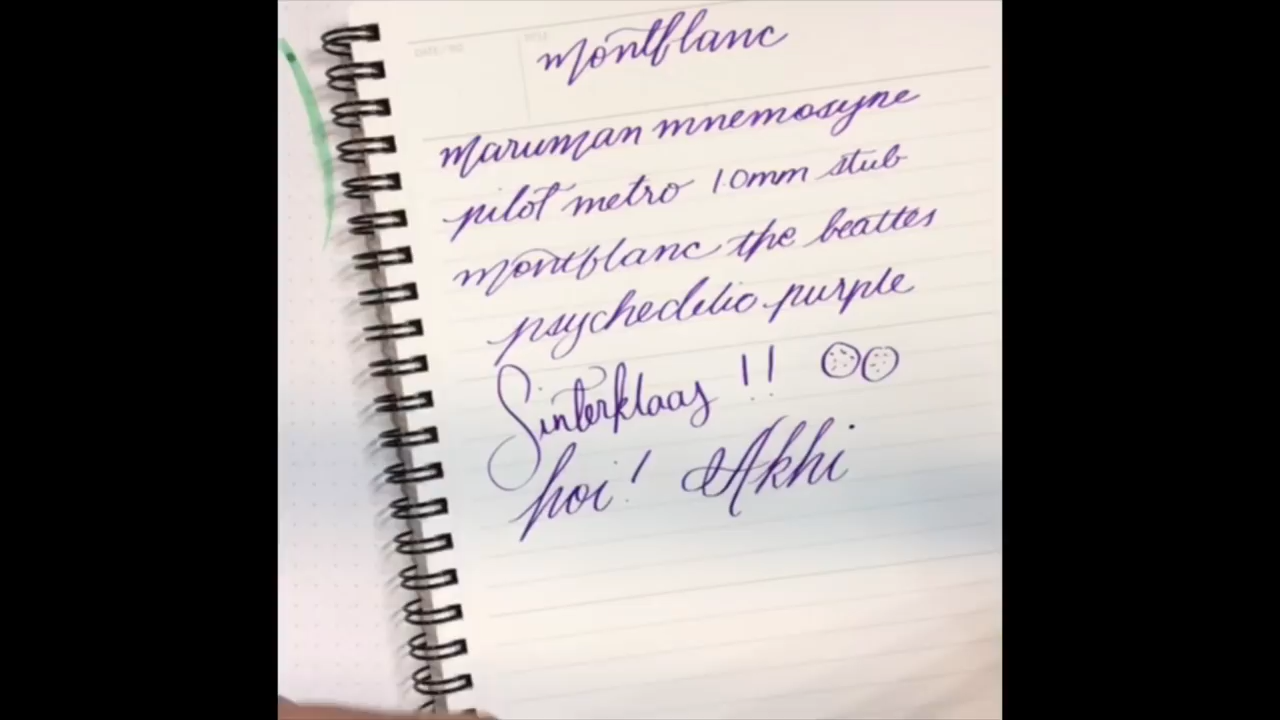 montblanc
maruman mnemosyne
pilot metro 1.0mm stub
montblanc the beatles
psychedelic purple
Sinterklaas !!
hoi! Akhi